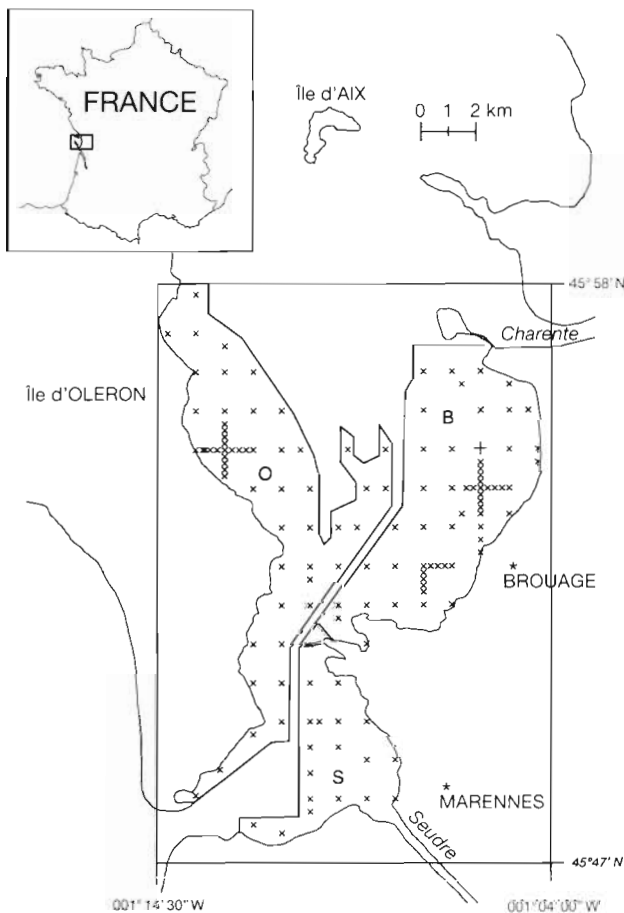 FRANCE
Île d'AIX
0 1 2 km
45° 58' N
Charente
Île d'OLERON
B
O
BROUAGE
S
MARENNES
Seudre
45° 47' N
001° 14' 30" W
001° 04' 00" W